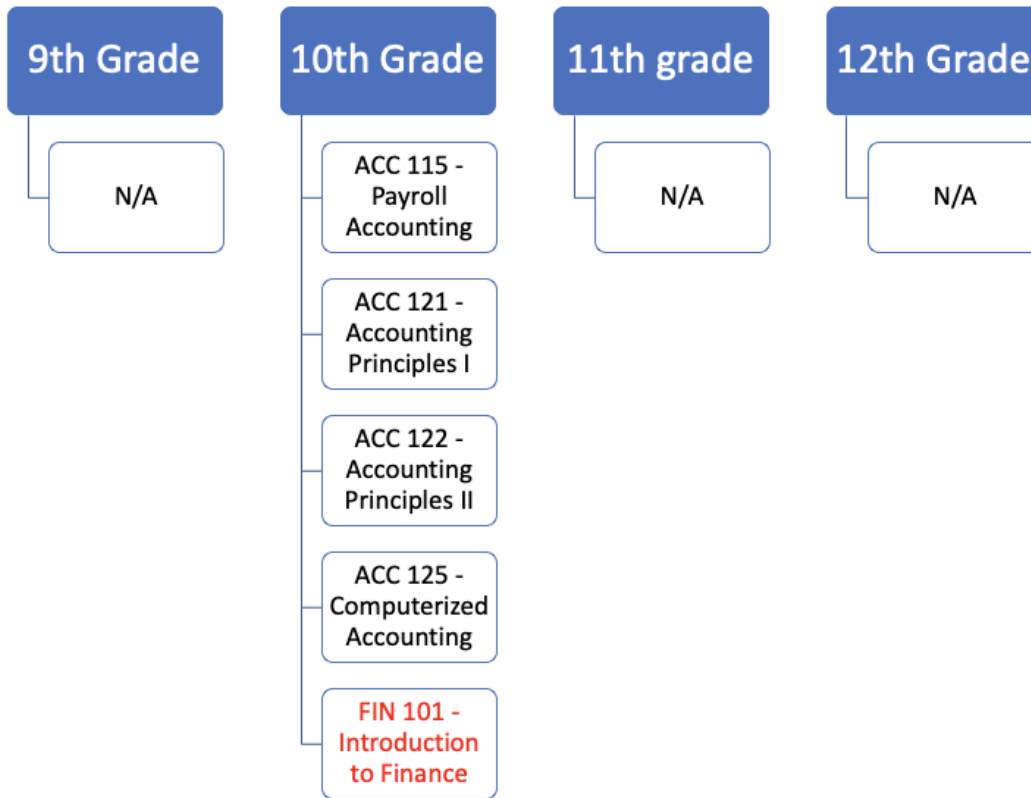 9th Grade
N/A
10th Grade
ACC 115 -
Payroll
Accounting
ACC 121 -
Accounting
Principles I
ACC 122 -
Accounting
Principles II
ACC 125 -
Computerized
Accounting
FIN 101 -
Introduction
to Finance
11th grade
N/A
12th Grade
N/A